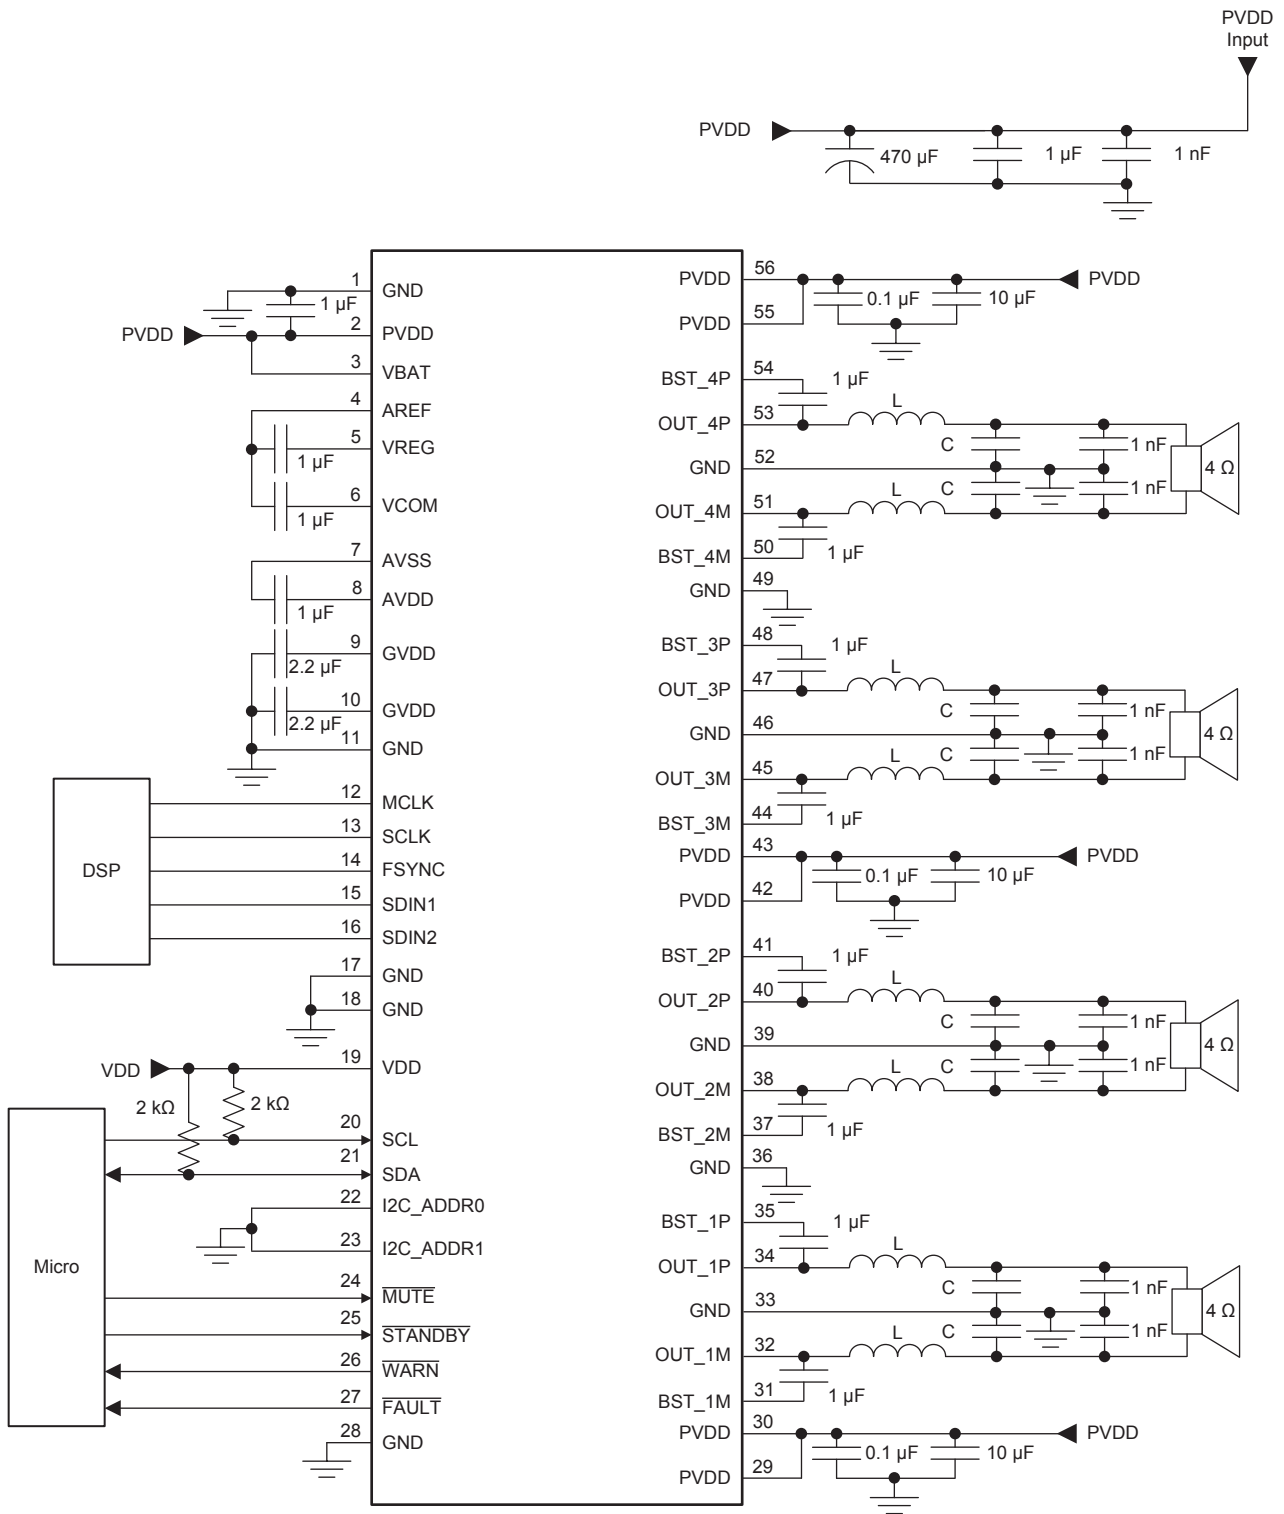 PVDD
Input
PVDD
470 µF
1 µF
1 nF
1
GND
1 µF
2
PVDD
PVDD
3
VBAT
4
AREF
5
VREG
1 µF
6
VCOM
1 µF
7
AVSS
8
AVDD
1 µF
9
GVDD
2.2 µF
10
GVDD
2.2 µF
11
GND
DSP
12
MCLK
13
SCLK
14
FSYNC
15
SDIN1
16
SDIN2
17
GND
18
GND
VDD
19
VDD
2 kΩ
2 kΩ
Micro
20
SCL
21
SDA
22
I2C_ADDR0
23
I2C_ADDR1
24
MUTE
25
STANDBY
26
WARN
27
FAULT
28
GND
PVDD
56
PVDD
0.1 µF
10 µF
PVDD
55
BST_4P
54
1 µF
OUT_4P
53
L
C
1 nF
GND
52
4 Ω
C
1 nF
OUT_4M
51
L
BST_4M
50
1 µF
GND
49
BST_3P
48
1 µF
OUT_3P
47
L
C
1 nF
GND
46
4 Ω
C
1 nF
OUT_3M
45
L
BST_3M
44
1 µF
PVDD
43
PVDD
0.1 µF
10 µF
PVDD
42
BST_2P
41
1 µF
OUT_2P
40
L
C
1 nF
GND
39
4 Ω
C
1 nF
OUT_2M
38
L
BST_2M
37
1 µF
GND
36
BST_1P
35
1 µF
OUT_1P
34
L
C
1 nF
GND
33
4 Ω
C
1 nF
OUT_1M
32
L
BST_1M
31
1 µF
PVDD
30
PVDD
0.1 µF
10 µF
PVDD
29